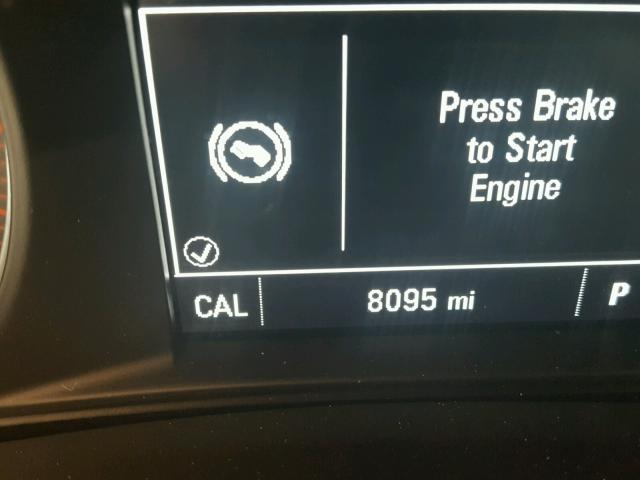 Press Brake
to Start
Engine
CAL 8095 mi P